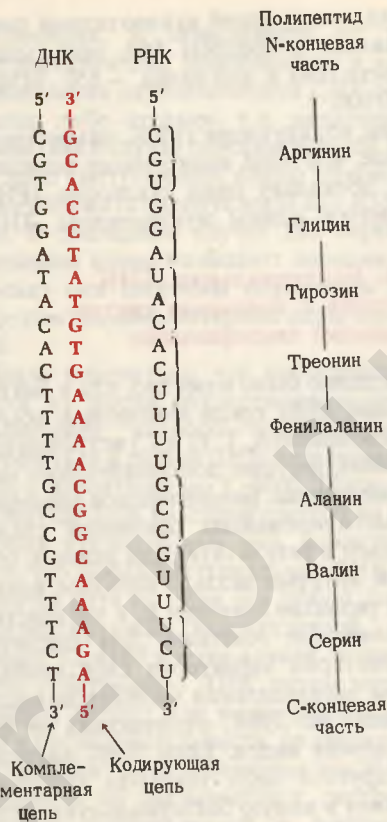 Полипептид
ДНК РНК N-концевая
часть
5′ 3′ 5′
C G C
G C G Аргинин
T A U
G C G
G C G Глицин
A T A
T A U
A T A Тирозин
C G C
A T A
C G C Треонин
T A U
T A U Фенилаланин
T A U
T A U
G C G
C G C Аланин
C G C
G C G
T A U Валин
T A U
T A U
C G C Серин
T A U
3′ 5′ 3′ C-концевая
часть
Компле- Кодирующая
ментарная цепь
цепь